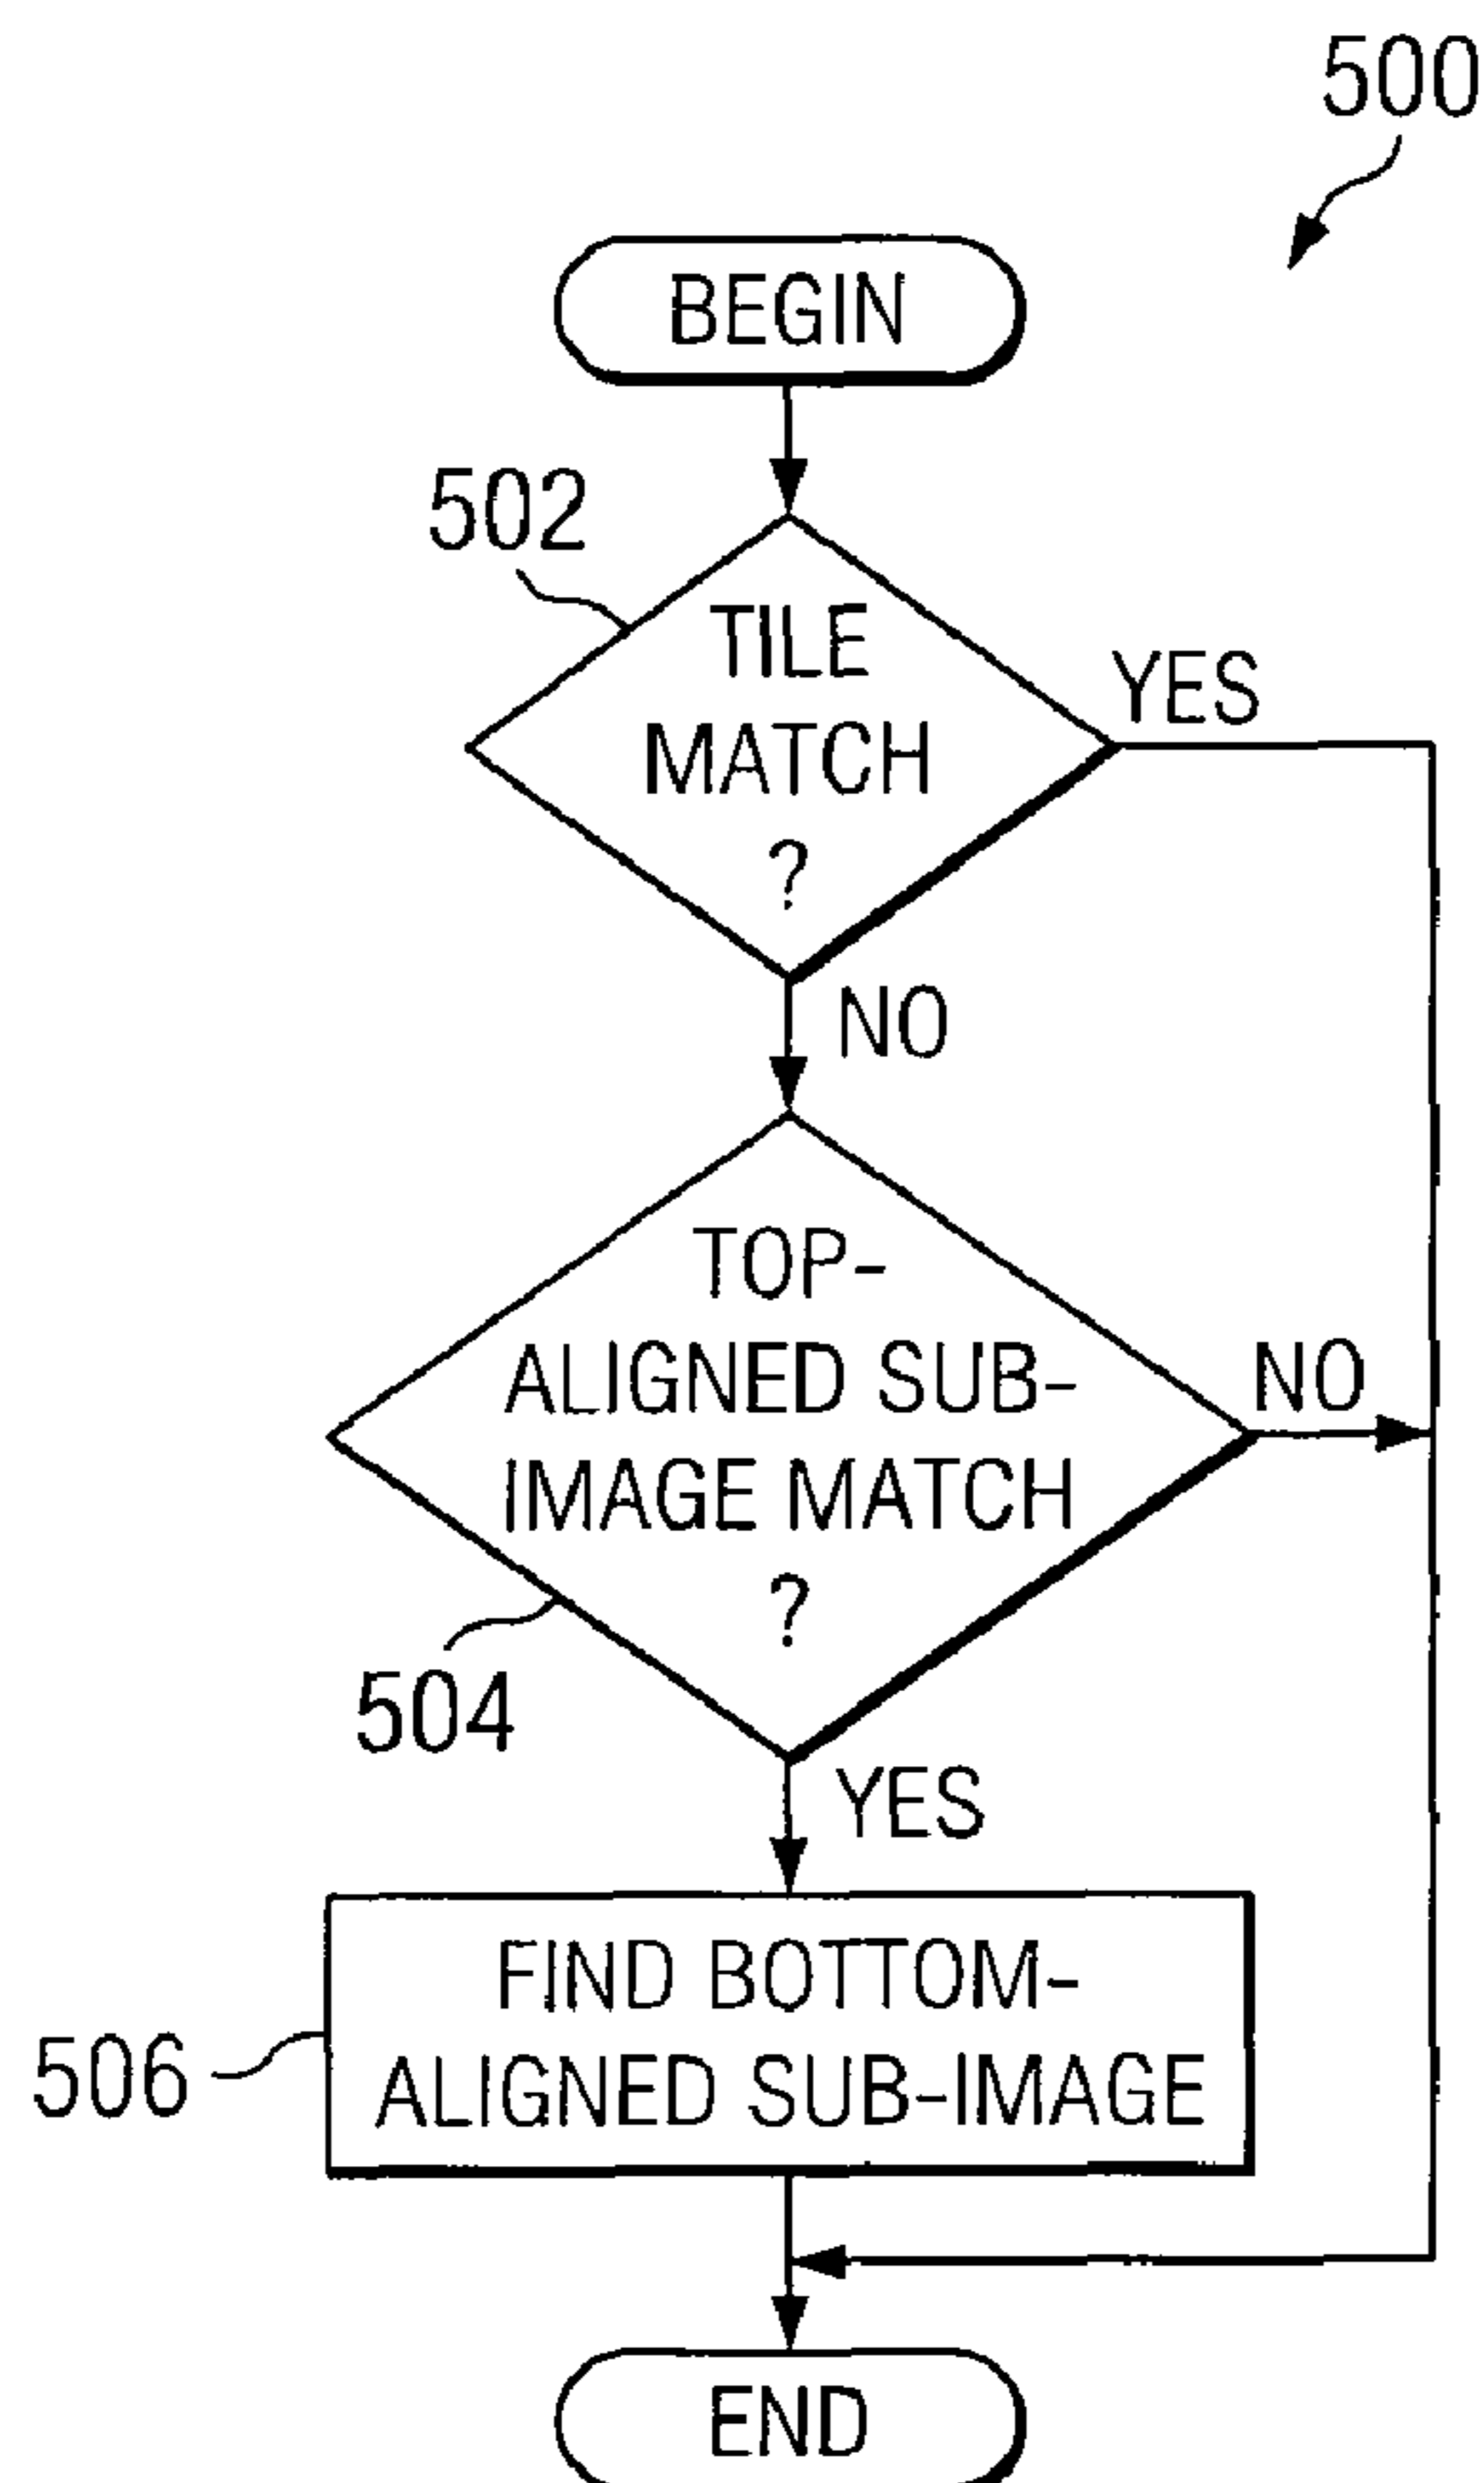 500
BEGIN
502
TILE
MATCH
?
YES
NO
TOP-
ALIGNED SUB-
IMAGE MATCH
?
NO
504
YES
FIND BOTTOM-
ALIGNED SUB-IMAGE
506
END